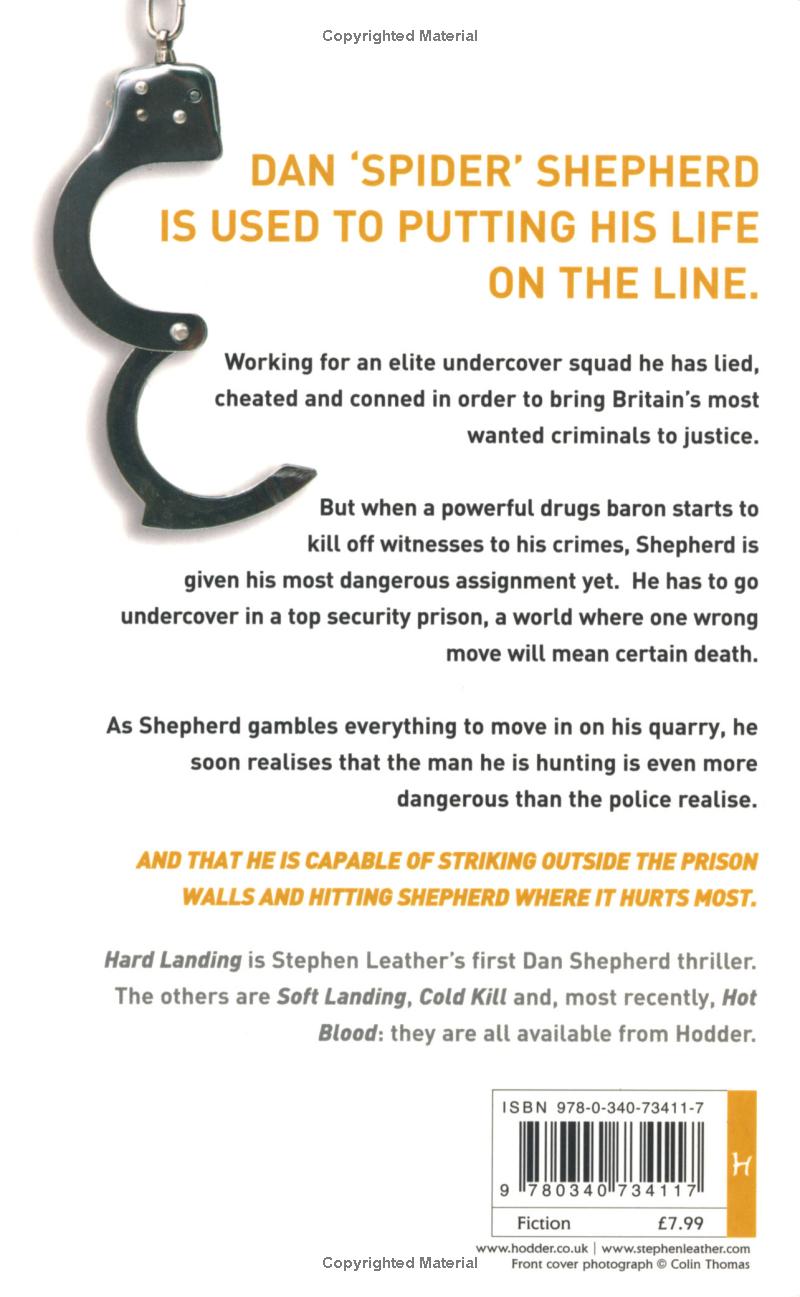 Copyrighted Material
DAN ‘SPIDER’ SHEPHERD
IS USED TO PUTTING HIS LIFE
ON THE LINE.
Working for an elite undercover squad he has lied,
cheated and conned in order to bring Britain’s most
wanted criminals to justice.
But when a powerful drugs baron starts to
kill off witnesses to his crimes, Shepherd is
given his most dangerous assignment yet. He has to go
undercover in a top security prison, a world where one wrong
move will mean certain death.
As Shepherd gambles everything to move in on his quarry, he
soon realises that the man he is hunting is even more
dangerous than the police realise.
AND THAT HE IS CAPABLE OF STRIKING OUTSIDE THE PRISON
WALLS AND HITTING SHEPHERD WHERE IT HURTS MOST.
Hard Landing is Stephen Leather’s first Dan Shepherd thriller.
The others are Soft Landing, Cold Kill and, most recently, Hot
Blood: they are all available from Hodder.
ISBN 978-0-340-73411-7
9 780340 734117
H
Fiction £7.99
www.hodder.co.uk | www.stephenleather.com
Front cover photograph © Colin Thomas
Copyrighted Material